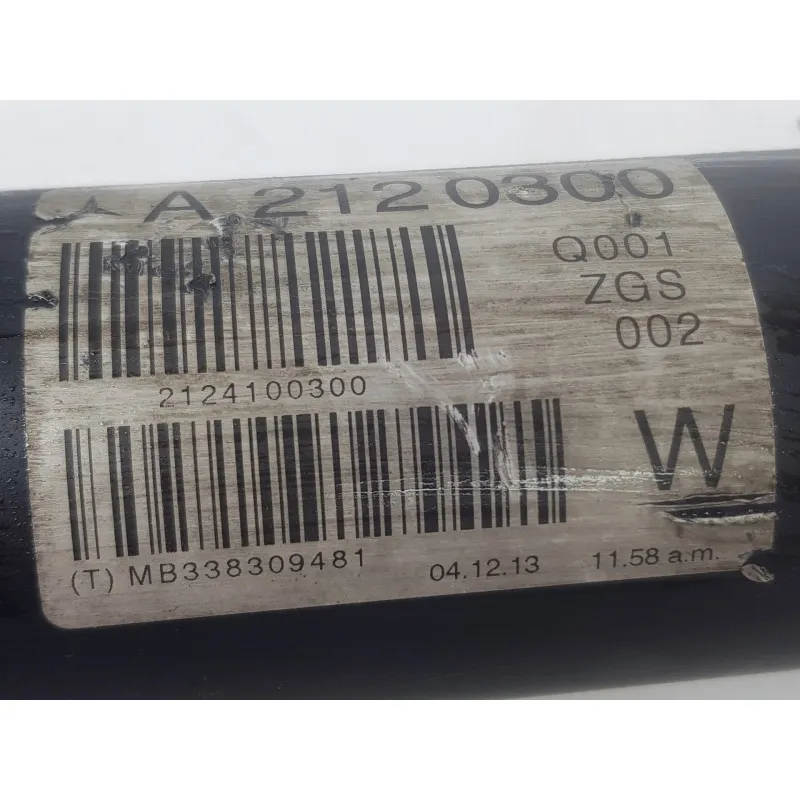 A 2120300
Q001
ZGS
002
2124100300
W
(T) MB338309481 04.12.13 11.58 a.m.